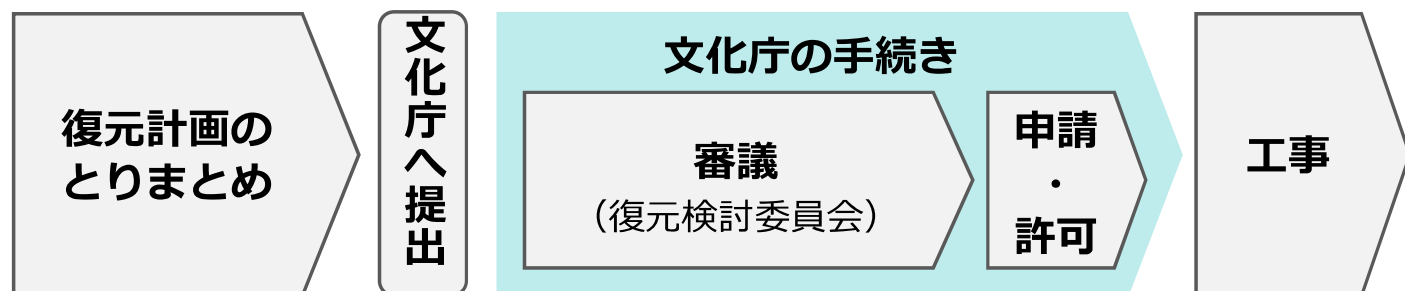 復元計画の
とりまとめ
文化庁へ提出
文化庁の手続き
審議
（復元検討委員会）
申請
・
許可
工事